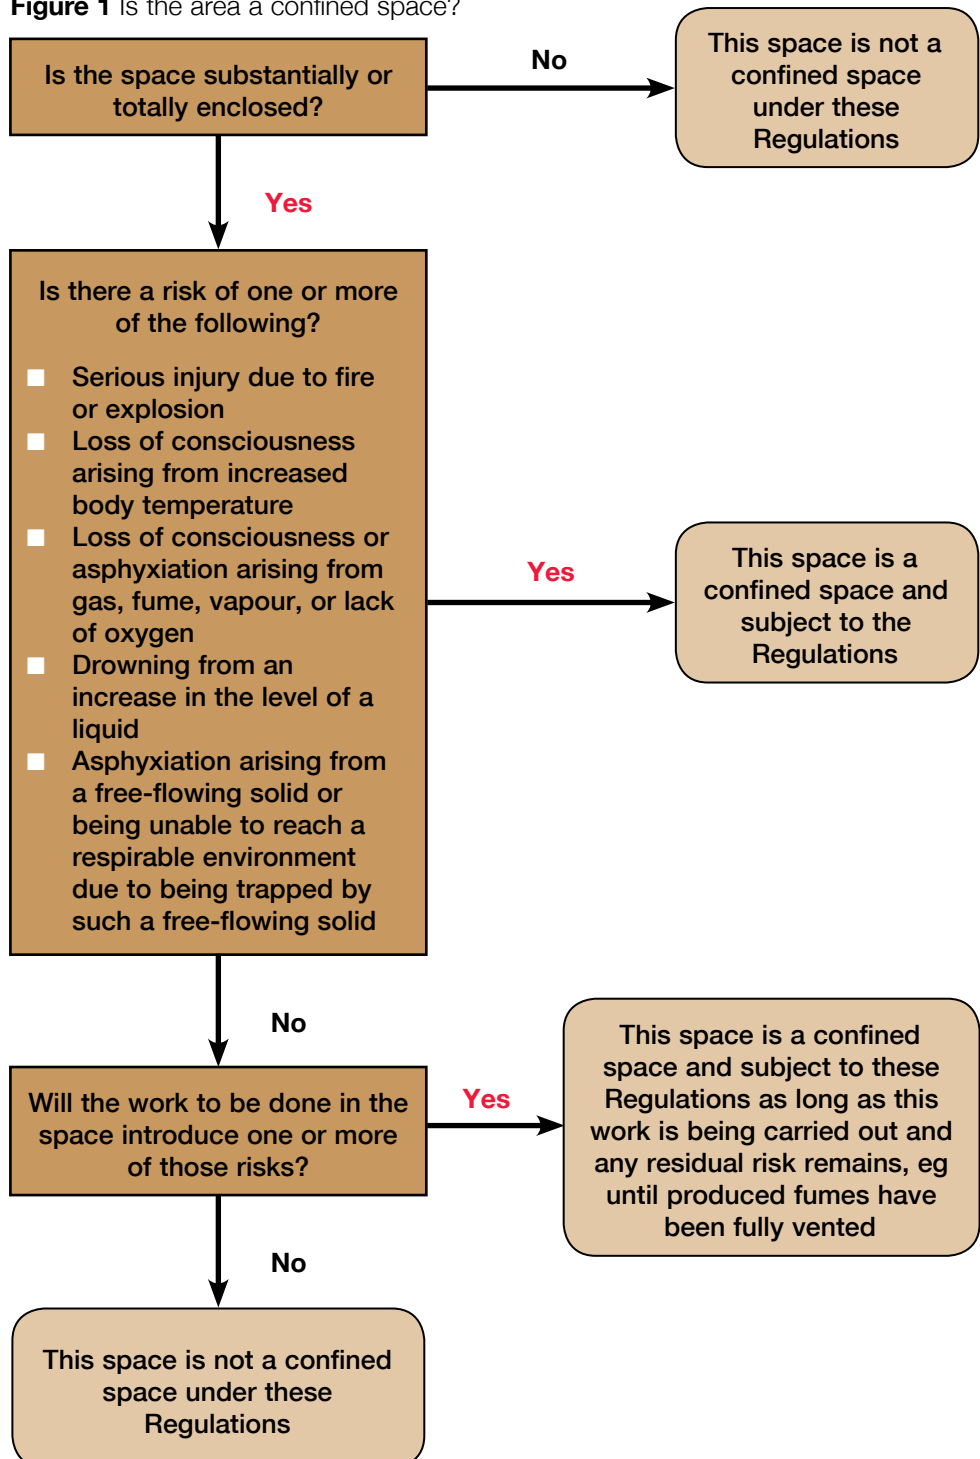 Figure 1 Is the area a confined space?
Is the space substantially or
totally enclosed?
No
This space is not a
confined space
under these
Regulations
Yes
Is there a risk of one or more
of the following?
Serious injury due to fire
or explosion
Loss of consciousness
arising from increased
body temperature
Loss of consciousness or
asphyxiation arising from
gas, fume, vapour, or lack
of oxygen
Drowning from an
increase in the level of a
liquid
Asphyxiation arising from
a free-flowing solid or
being unable to reach a
respirable environment
due to being trapped by
such a free-flowing solid
Yes
This space is a
confined space and
subject to the
Regulations
No
Will the work to be done in the
space introduce one or more
of those risks?
Yes
This space is a confined
space and subject to these
Regulations as long as this
work is being carried out and
any residual risk remains, eg
until produced fumes have
been fully vented
No
This space is not a confined
space under these
Regulations